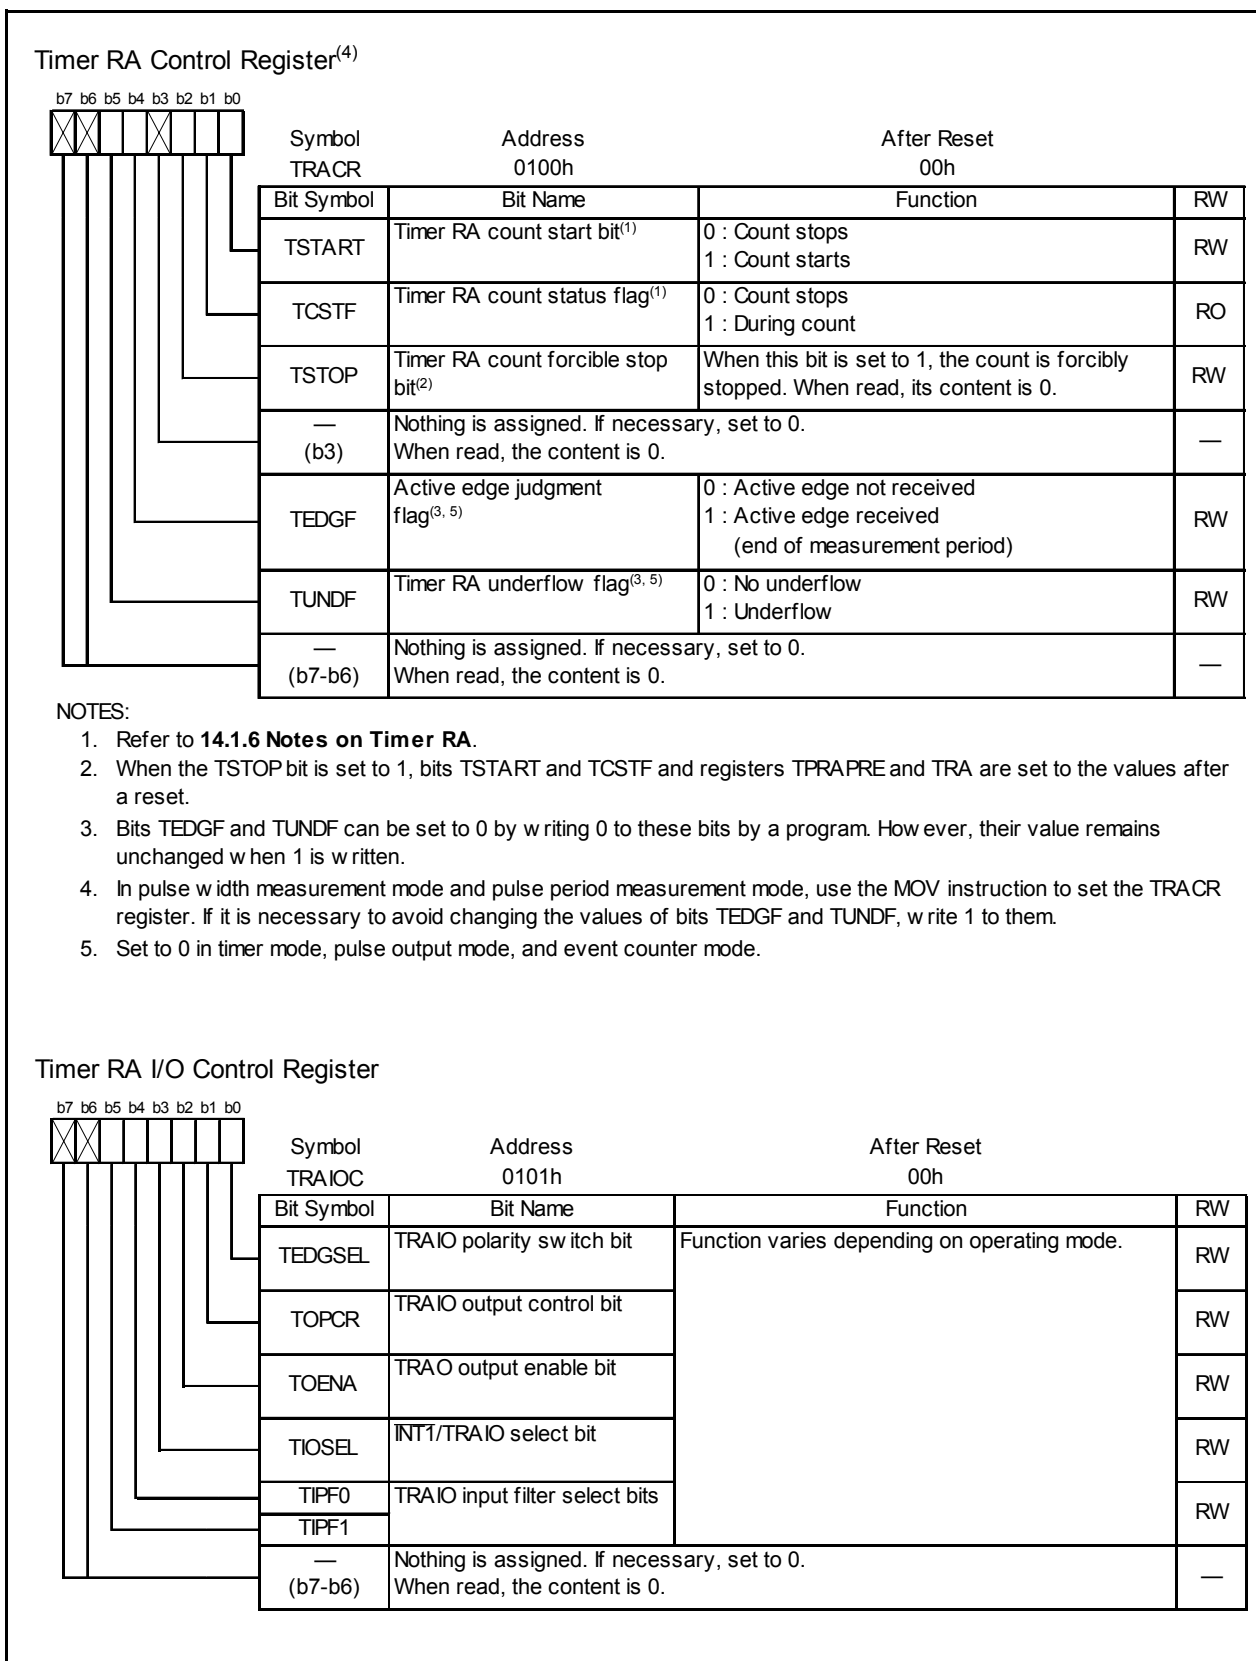 Timer RA Control Register(4)
b7 b6 b5 b4 b3 b2 b1 b0
Symbol Address After Reset
TRACR 0100h 00h
Bit Symbol Bit Name Function RW
TSTART Timer RA count start bit(1) 0 : Count stops RW
1 : Count starts
TCSTF Timer RA count status flag(1) 0 : Count stops RO
1 : During count
TSTOP Timer RA count forcible stop When this bit is set to 1, the count is forcibly RW
bit(2) stopped. When read, its content is 0.
— Nothing is assigned. If necessary, set to 0. —
(b3) When read, the content is 0.
TEDGF Active edge judgment 0 : Active edge not received RW
flag(3, 5) 1 : Active edge received
(end of measurement period)
TUNDF Timer RA underflow flag(3, 5) 0 : No underflow RW
1 : Underflow
— Nothing is assigned. If necessary, set to 0. —
(b7-b6) When read, the content is 0.
NOTES:
1. Refer to 14.1.6 Notes on Timer RA.
2. When the TSTOP bit is set to 1, bits TSTART and TCSTF and registers TPRAPRE and TRA are set to the values after
a reset.
3. Bits TEDGF and TUNDF can be set to 0 by writing 0 to these bits by a program. However, their value remains
unchanged when 1 is written.
4. In pulse width measurement mode and pulse period measurement mode, use the MOV instruction to set the TRACR
register. If it is necessary to avoid changing the values of bits TEDGF and TUNDF, write 1 to them.
5. Set to 0 in timer mode, pulse output mode, and event counter mode.
Timer RA I/O Control Register
b7 b6 b5 b4 b3 b2 b1 b0
Symbol Address After Reset
TRAIOC 0101h 00h
Bit Symbol Bit Name Function RW
TEDGSEL TRAIO polarity switch bit Function varies depending on operating mode. RW
TOPCR TRAIO output control bit RW
TOENA TRAO output enable bit RW
TIOSEL INT1/TRAIO select bit RW
TIPF0 TRAIO input filter select bits RW
TIPF1
— Nothing is assigned. If necessary, set to 0. —
(b7-b6) When read, the content is 0.